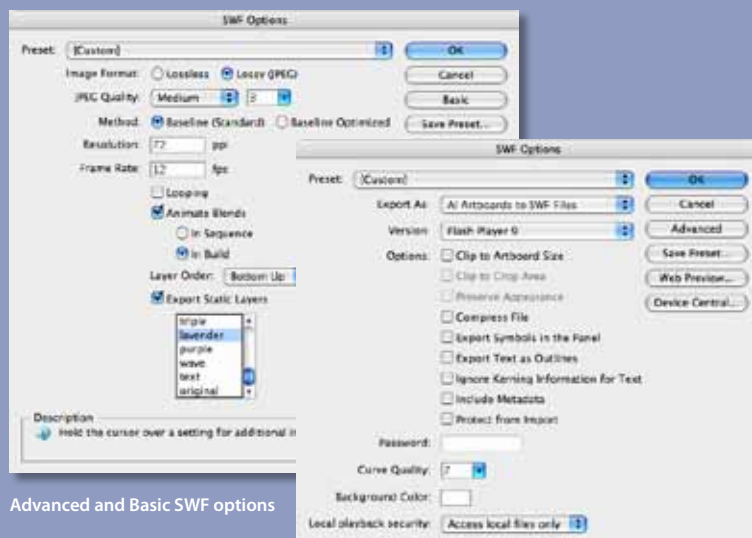 SWF Options
Preset: [Custom]
OK
Image Format: Lossless Lossy (JPEG)
Cancel
JPEG Quality: Medium 3
Basic
Method: Baseline (Standard) Baseline Optimized
Save Preset...
Resolution: 72 ppi
Frame Rate: 12 fps
Looping
Animate Blends
In Sequence
In Build
Layer Order: Bottom Up
Export Static Layers
triple
lavender
purple
wave
text
original
Description
Hold the cursor over a setting for additional
Advanced and Basic SWF options
SWF Options
Preset: [Custom]
OK
Export As: AI Artboards to SWF Files
Cancel
Version: Flash Player 9
Advanced
Options: Clip to Artboard Size
Save Preset...
Clip to Crop Area
Web Preview...
Preserve Appearance
Device Central...
Compress File
Export Symbols in the Panel
Export Text as Outlines
Ignore Kerning Information for Text
Include Metadata
Protect from Import
Password:
Curve Quality: 7
Background Color:
Local playback security: Access local files only